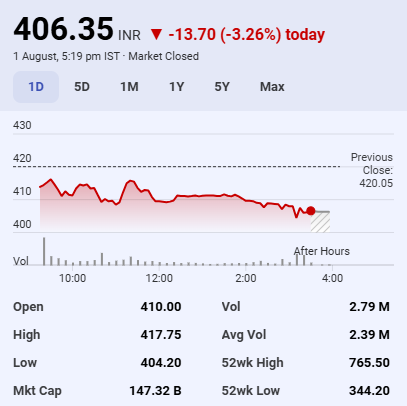 406.35 INR ▼ -13.70 (-3.26%) today
1 August, 5:19 pm IST · Market Closed
1D 5D 1M 1Y 5Y Max
430
420
410
400
Previous
Close:
420.05
After Hours
Vol
10:00 12:00 2:00 4:00
Open 410.00 Vol 2.79 M
High 417.75 Avg Vol 2.39 M
Low 404.20 52wk High 765.50
Mkt Cap 147.32 B 52wk Low 344.20